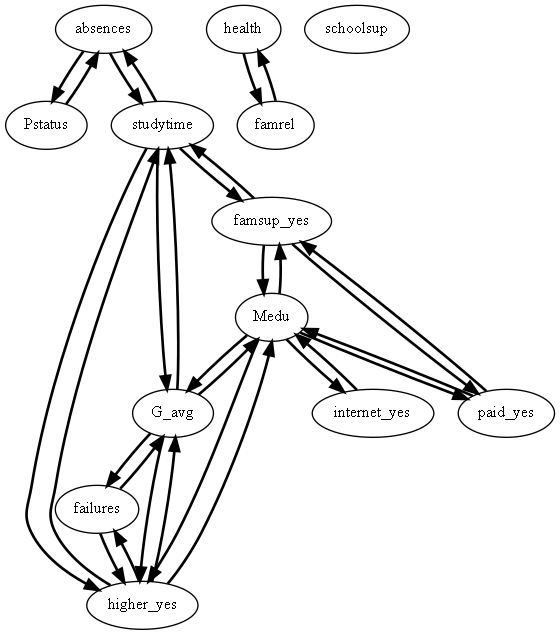 absences
health
schoolsup
Pstatus
studytime
famrel
famsup_yes
Medu
G_avg
internet_yes
paid_yes
failures
higher_yes